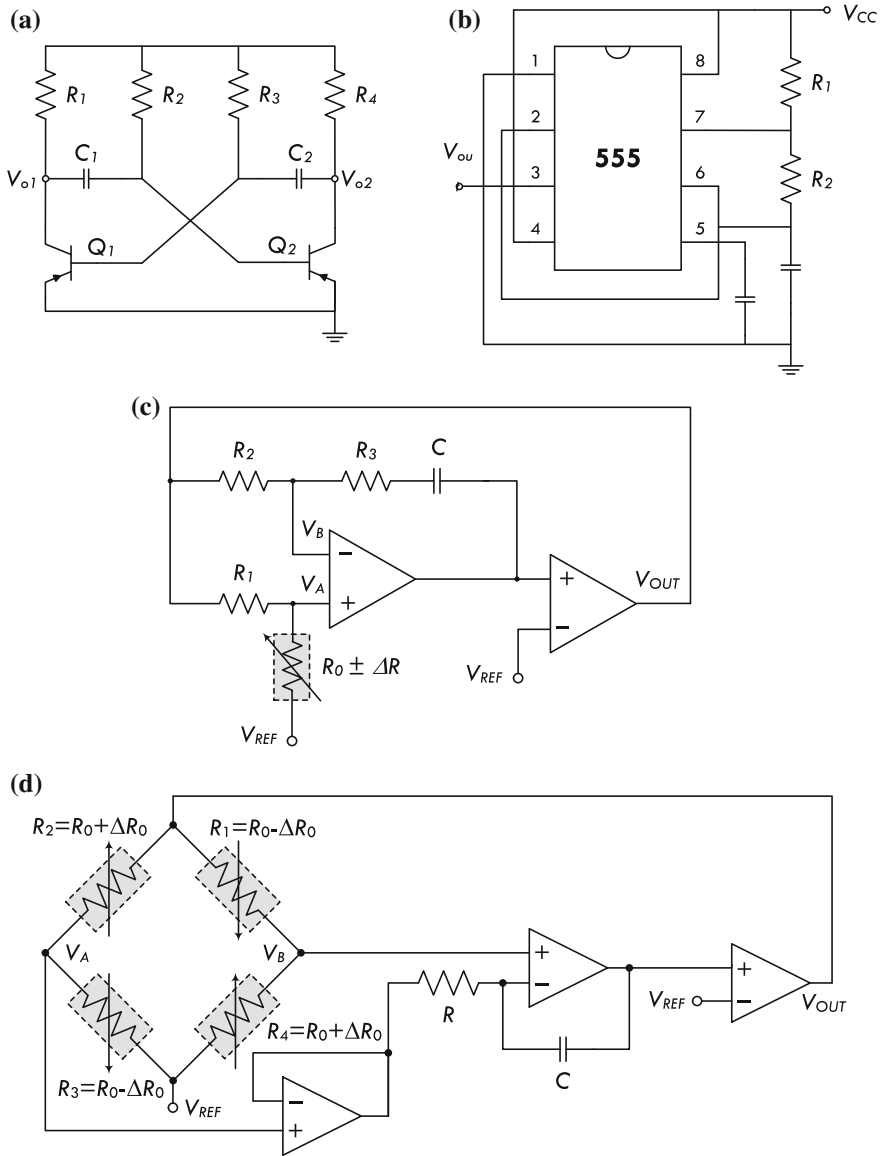 (a)
R1 R2 R3 R4
C1 C2
Vo1 Vo2
Q1 Q2
(b)
VCC
1 8
R1
2 7
Vou
555
3 6
R2
4 5
(c)
R2 R3 C
VB
−
R1 VA
+
+
VOUT
−
R0 ± ΔR
VREF
VREF
(d)
R2=R0+ΔR0 R1=R0-ΔR0
VA VB
+
−
R
+
VREF
−
VOUT
R4=R0+ΔR0
C
R3=R0-ΔR0
VREF
−
+